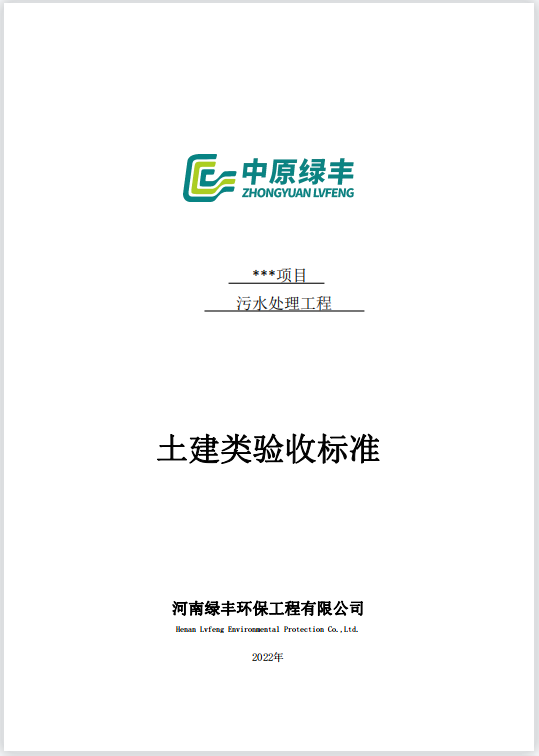 中原绿丰
ZHONGYUAN LVFENG
***项目
污水处理工程
土建类验收标准
河南绿丰环保工程有限公司
Henan Lvfeng Environmental Protection Co.,Ltd.
2022年